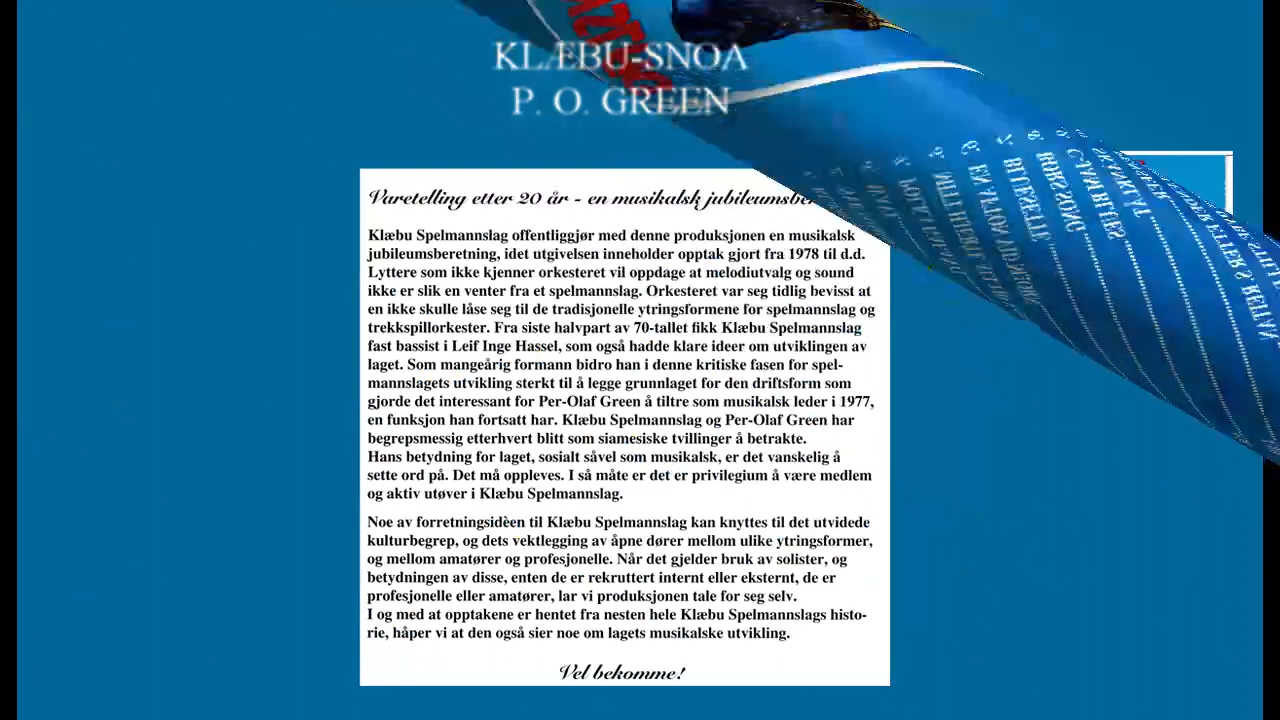 KLÆBU-SNOA
P. O. GREEN
Varetelling etter 20 år - en musikalsk
Klæbu Spelmannslag offentliggjør med denne produksjonen en musikalsk
jubileumsberetning, idet utgivelsen inneholder opptak gjort fra 1978 til d.d.
Lyttere som ikke kjenner orkesteret vil oppdage at melodiutvalg og sound
ikke er slik en venter fra et spelmannslag. Orkesteret var seg tidlig bevisst at
en ikke skulle låse seg til de tradisjonelle ytringsformene for spelmannslag og
trekkspillorkester. Fra siste halvpart av 70-tallet fikk Klæbu Spelmannslag
fast bassist i Leif Inge Hassel, som også hadde klare ideer om utviklingen av
laget. Som mangeårig formann bidro han i denne kritiske fasen for spel-
mannslagets utvikling sterkt til å legge grunnlaget for den driftsform som
gjorde det interessant for Per-Olaf Green å tiltre som musikalsk leder i 1977,
en funksjon han fortsatt har. Klæbu Spelmannslag og Per-Olaf Green har
begrepsmessig etterhvert blitt som siamesiske tvillinger å betrakte.
Hans betydning for laget, sosialt såvel som musikalsk, er det vanskelig å
sette ord på. Det må oppleves. I så måte er det er privilegium å være medlem
og aktiv utøver i Klæbu Spelmannslag.
Noe av forretningsidèen til Klæbu Spelmannslag kan knyttes til det utvidede
kulturbegrep, og dets vektlegging av åpne dører mellom ulike ytringsformer,
og mellom amatører og profesjonelle. Når det gjelder bruk av solister, og
betydningen av disse, enten de er rekruttert internt eller eksternt, de er
profesjonelle eller amatører, lar vi produksjonen tale for seg selv.
I og med at opptakene er hentet fra nesten hele Klæbu Spelmannslags histo-
rie, håper vi at den også sier noe om lagets musikalske utvikling.
Vel bekomme!